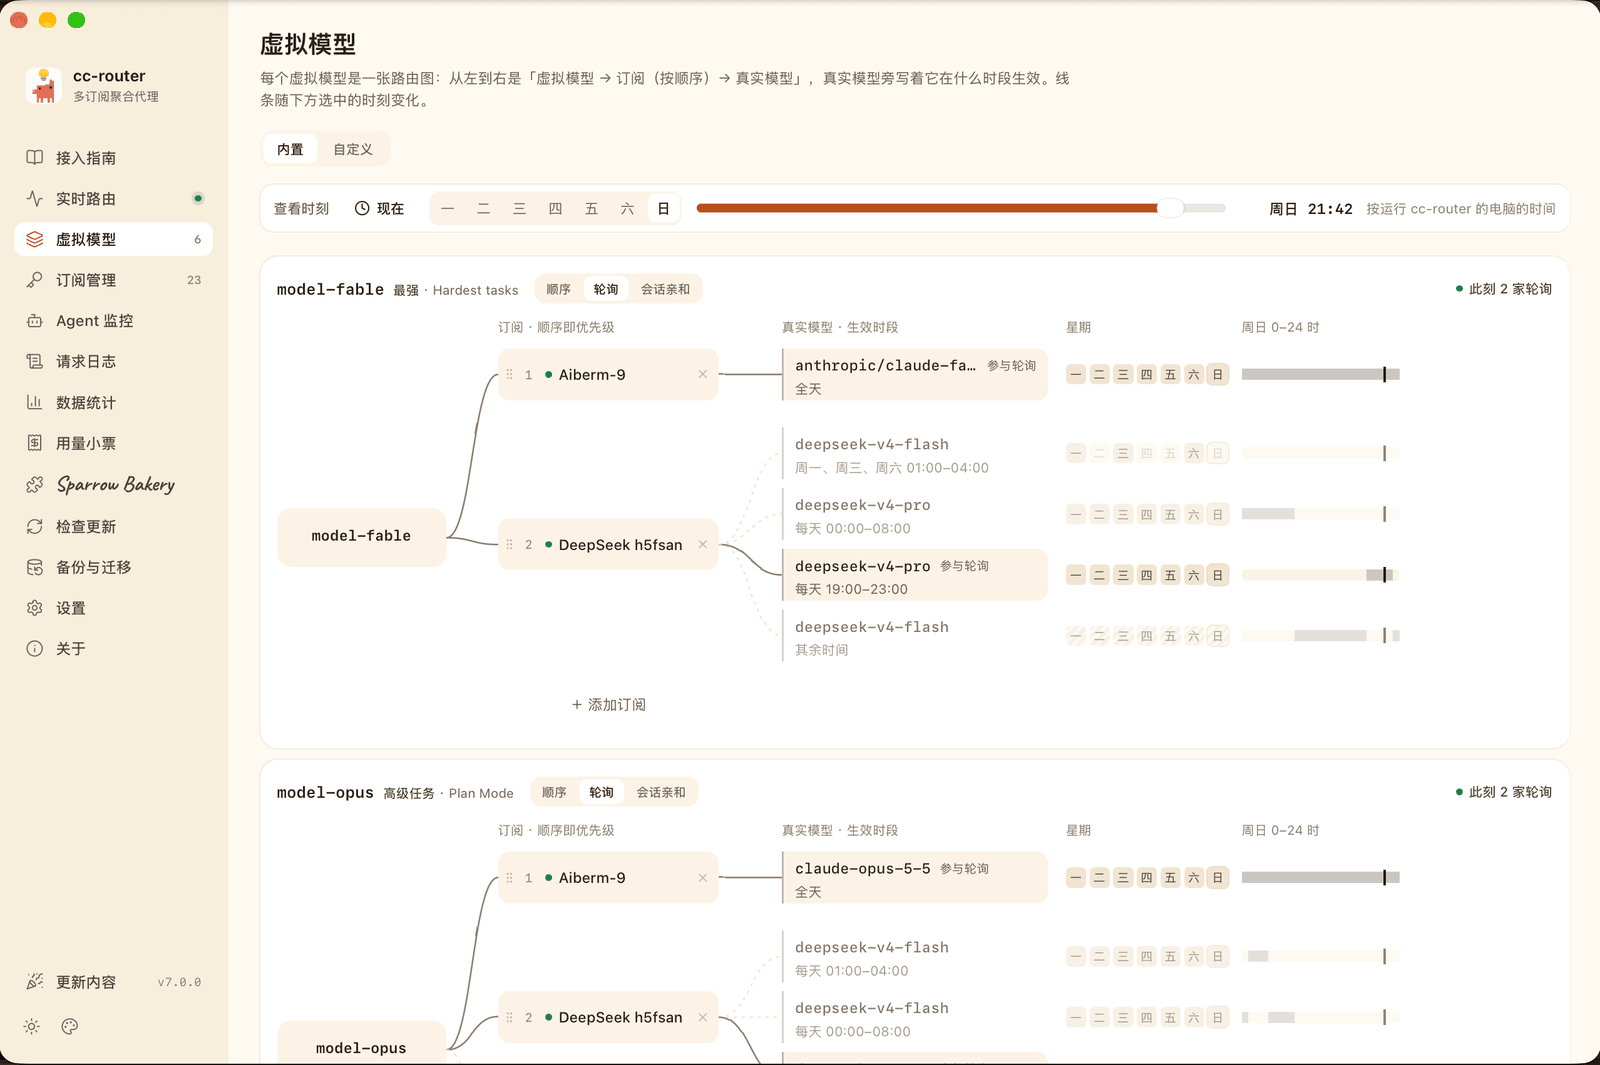 cc-router
多订阅聚合代理
接入指南
实时路由
虚拟模型 6
订阅管理 23
Agent 监控
请求日志
数据统计
用量小票
Sparrow Bakery
检查更新
备份与迁移
设置
关于
更新内容 v7.0.0
虚拟模型
每个虚拟模型是一张路由图：从左到右是「虚拟模型 → 订阅（按顺序）→ 真实模型」，真实模型旁写着它在什么时段生效。线
条随下方选中的时刻变化。
内置 自定义
查看时刻 现在 一 二 三 四 五 六 日 周日 21:42 按运行 cc-router 的电脑的时间
model-fable 最强 · Hardest tasks 顺序 轮询 会话亲和 此刻 2 家轮询
订阅 · 顺序即优先级 真实模型 · 生效时段 星期 周日 0–24 时
1 Aiberm-9 × anthropic/claude-fa… 参与轮询 一 二 三 四 五 六 日
全天
deepseek-v4-flash 一 二 三 四 五 六 日
周一、周三、周六 01:00–04:00
deepseek-v4-pro 一 二 三 四 五 六 日
每天 00:00–08:00
model-fable
2 DeepSeek h5fsan ×
deepseek-v4-pro 参与轮询 一 二 三 四 五 六 日
每天 19:00–23:00
deepseek-v4-flash 一 二 三 四 五 六 日
其余时间
+ 添加订阅
model-opus 高级任务 · Plan Mode 顺序 轮询 会话亲和 此刻 2 家轮询
订阅 · 顺序即优先级 真实模型 · 生效时段 星期 周日 0–24 时
1 Aiberm-9 × claude-opus-5-5 参与轮询 一 二 三 四 五 六 日
全天
deepseek-v4-flash 一 二 三 四 五 六 日
每天 01:00–04:00
2 DeepSeek h5fsan × deepseek-v4-flash 一 二 三 四 五 六 日
每天 00:00–08:00
model-opus